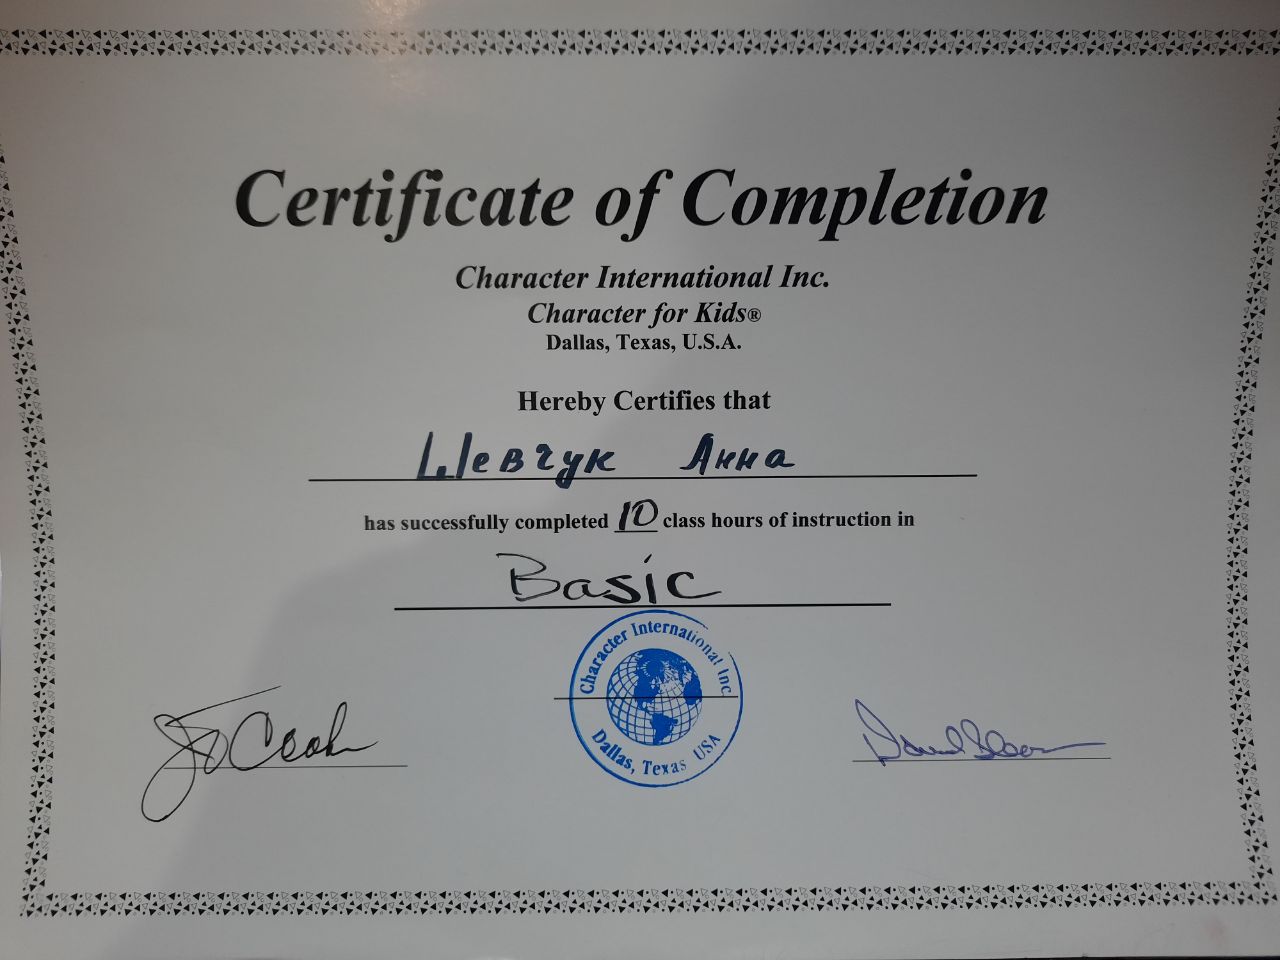 Certificate of Completion
Character International Inc.
Character for Kids®
Dallas, Texas, U.S.A.
Hereby Certifies that
Шевчук Анна
has successfully completed 10 class hours of instruction in
Basic
Character International Inc
Dallas, Texas USA